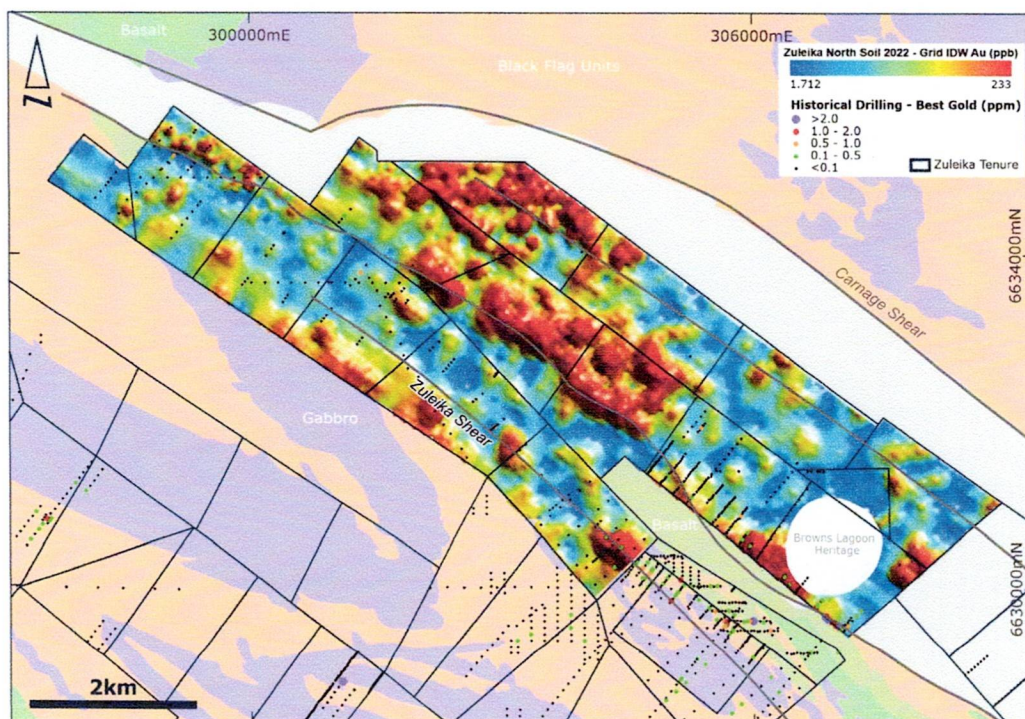 300000mE
306000mE
Basalt
Black Flag Units
Zuleika North Soil 2022 - Grid IDW Au (ppb)
1.712
233
Historical Drilling - Best Gold (ppm)
>2.0
1.0 - 2.0
0.5 - 1.0
0.1 - 0.5
<0.1
Zuleika Tenure
N
6634000mN
Carnage Shear
Zuleika Shear
Gabbro
Basalt
Browns Lagoon
Heritage
6630000mN
2km